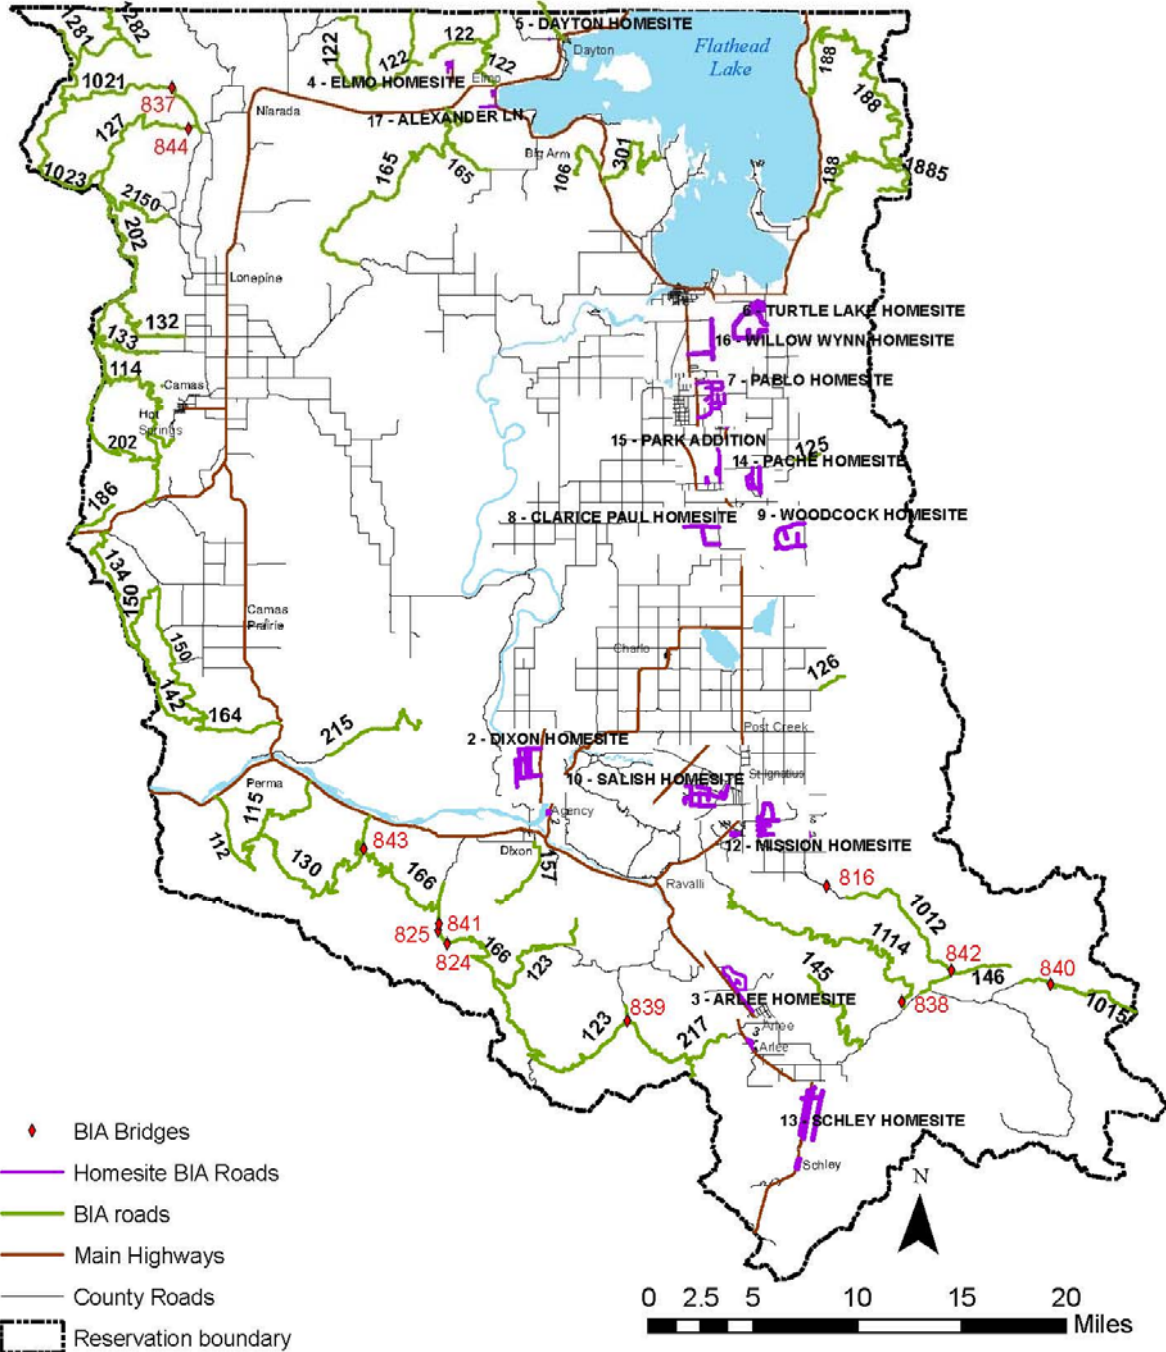 1281
1282
122
122
122
122
5 - DAYTON HOMESITE
Dayton
Flathead
Lake
188
188
188
1885
1021
837
127
844
1023
2150
202
Niarada
4 - ELMO HOMESITE
Elmo
17 - ALEXANDER LN
165
165
Big Arm
106
301
Lonepine
132
133
114
Camas
Hot
Springs
202
186
6 - TURTLE LAKE HOMESITE
16 - WILLOW WYNN HOMESITE
7 - PABLO HOMESITE
15 - PARK ADDITION
125
14 - PACHE HOMESITE
8 - CLARICE PAUL HOMESITE
9 - WOODCOCK HOMESITE
134
150
150
142
164
Camas
Prairie
215
Charlo
126
Post Creek
2 - DIXON HOMESITE
10 - SALISH HOMESITE
St Ignatius
Perma
115
112
130
843
166
Agency
Dixon
157
12 - MISSION HOMESITE
Ravalli
816
1012
1114
841
825
824
166
123
123
839
217
145
842
146
840
838
1015
3 - ARLEE HOMESITE
Arlee
3
Arlee
13 - SCHLEY HOMESITE
Schley
N
BIA Bridges
Homesite BIA Roads
BIA roads
Main Highways
County Roads
Reservation boundary
0 2.5 5 10 15 20
Miles